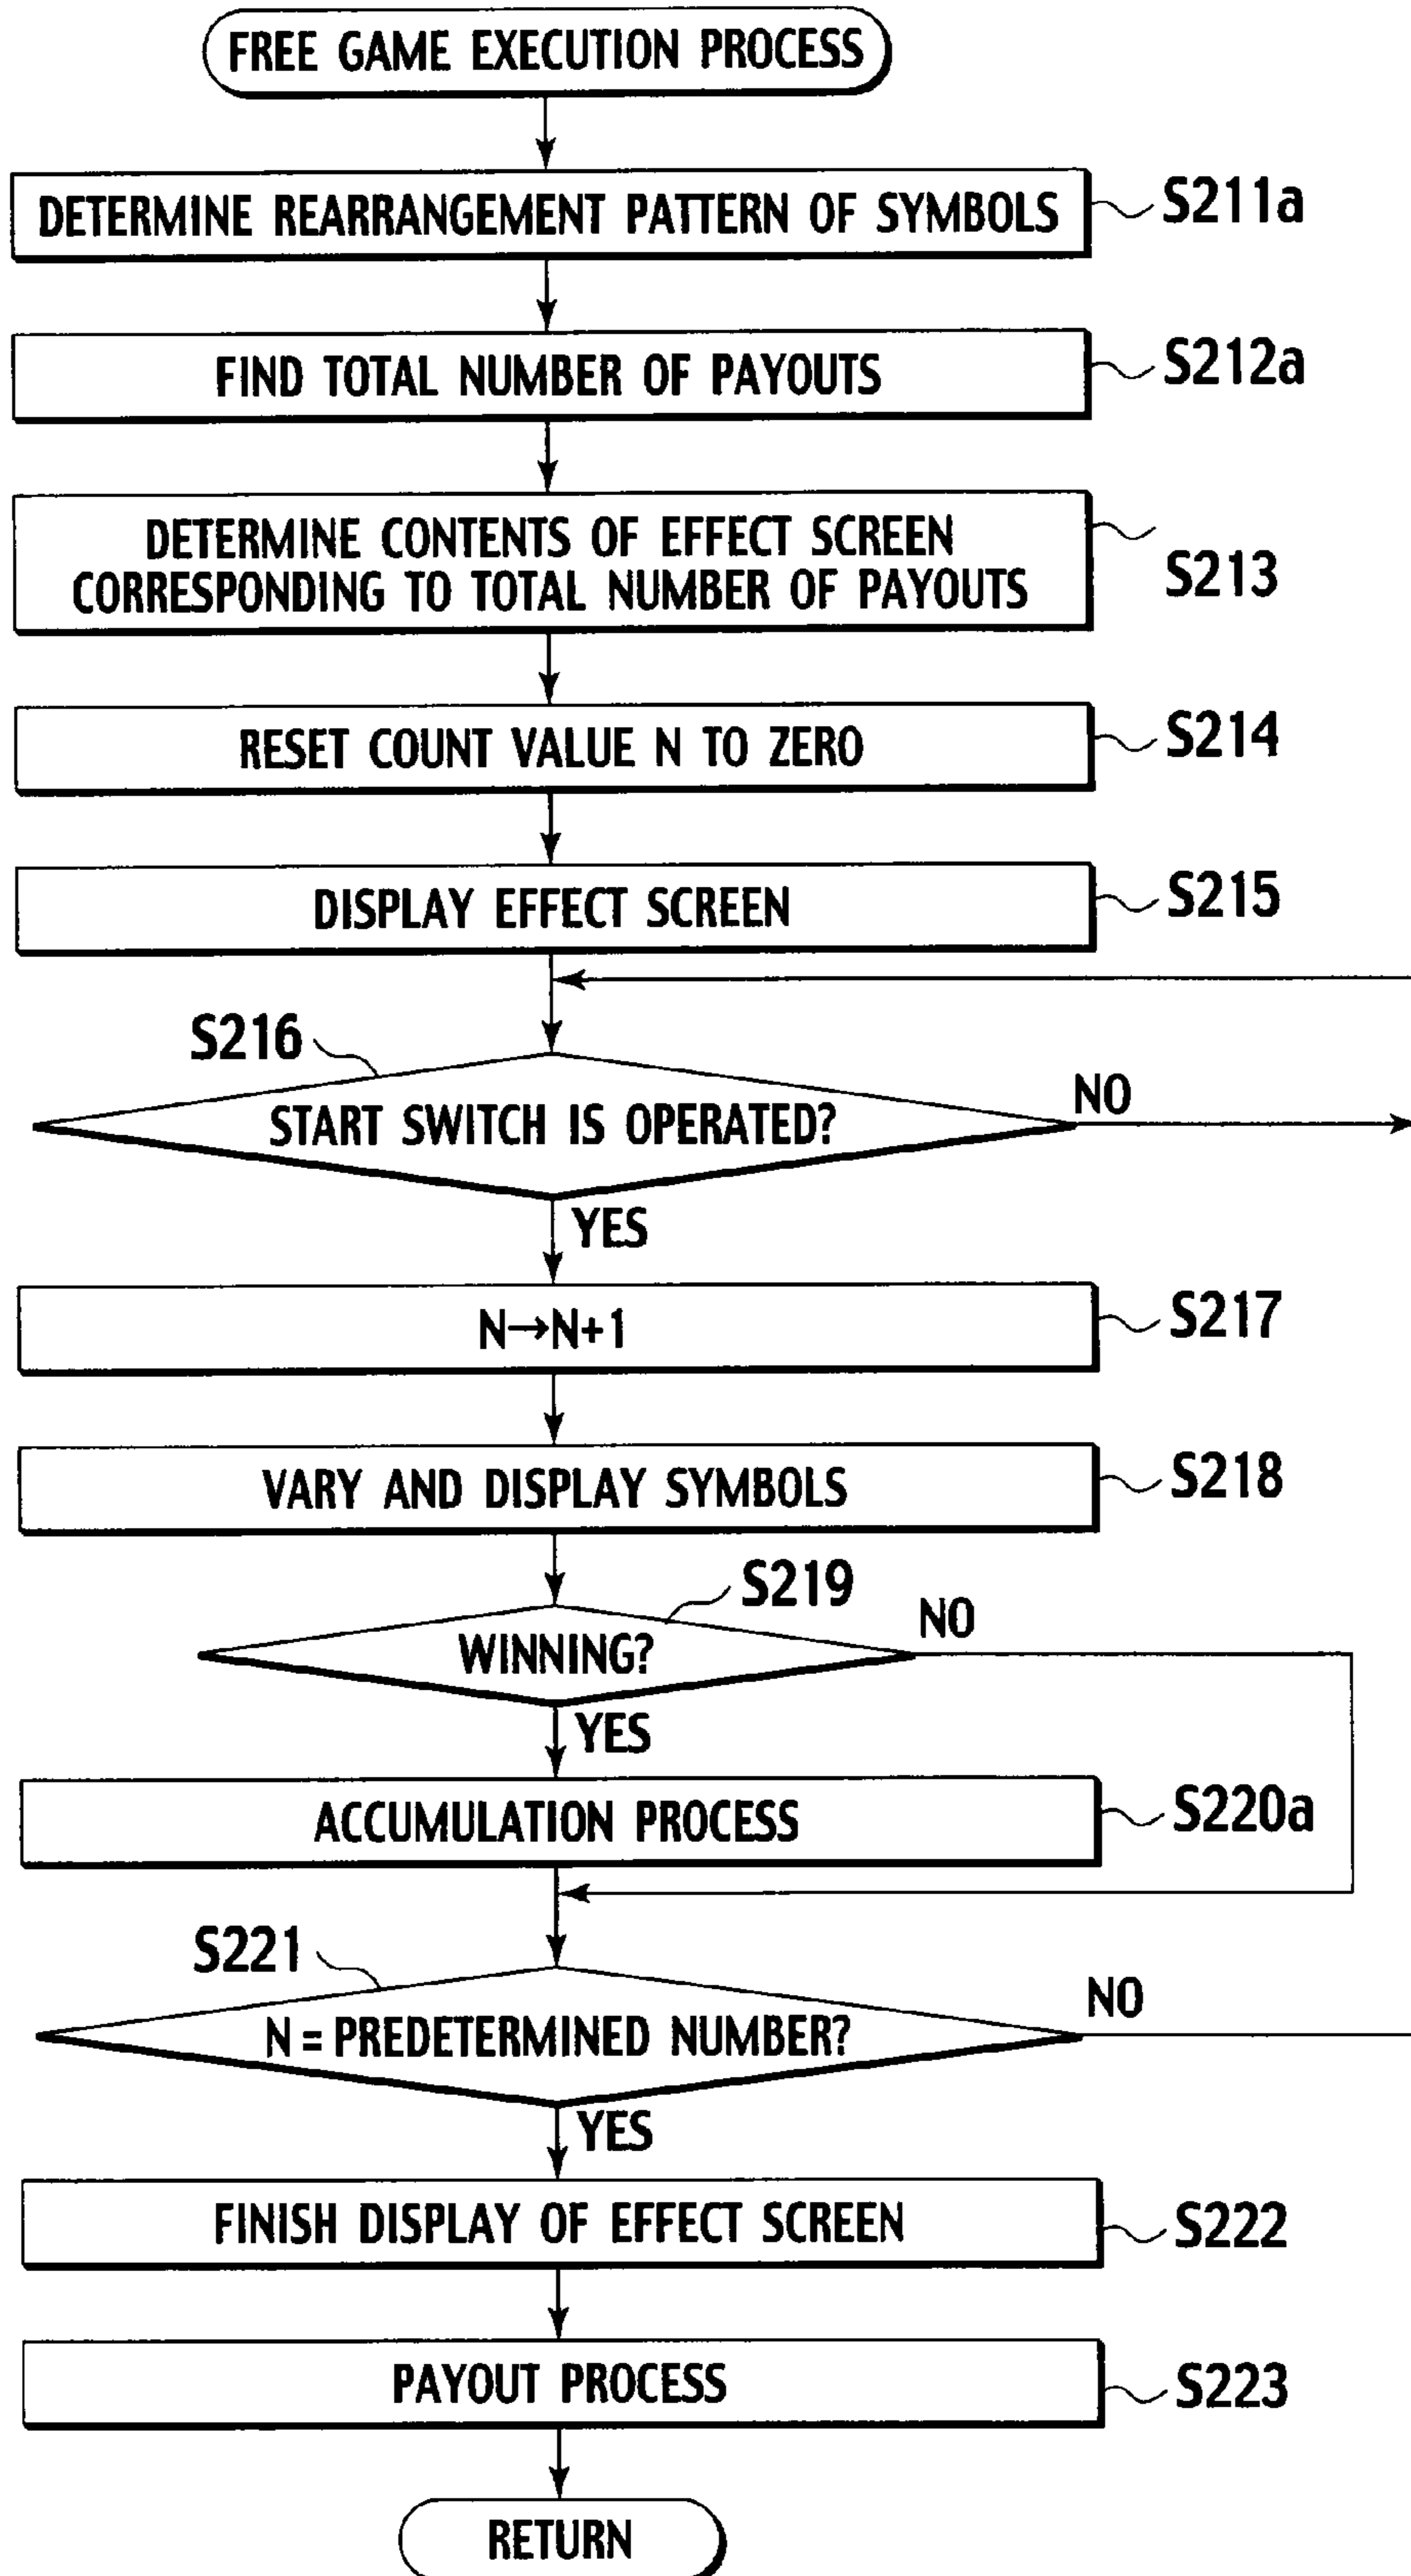 FREE GAME EXECUTION PROCESS
DETERMINE REARRANGEMENT PATTERN OF SYMBOLS
S211a
FIND TOTAL NUMBER OF PAYOUTS
S212a
DETERMINE CONTENTS OF EFFECT SCREEN
CORRESPONDING TO TOTAL NUMBER OF PAYOUTS
S213
RESET COUNT VALUE N TO ZERO
S214
DISPLAY EFFECT SCREEN
S215
S216
START SWITCH IS OPERATED?
NO
YES
N→N+1
S217
VARY AND DISPLAY SYMBOLS
S218
S219
WINNING?
NO
YES
ACCUMULATION PROCESS
S220a
S221
N = PREDETERMINED NUMBER?
NO
YES
FINISH DISPLAY OF EFFECT SCREEN
S222
PAYOUT PROCESS
S223
RETURN